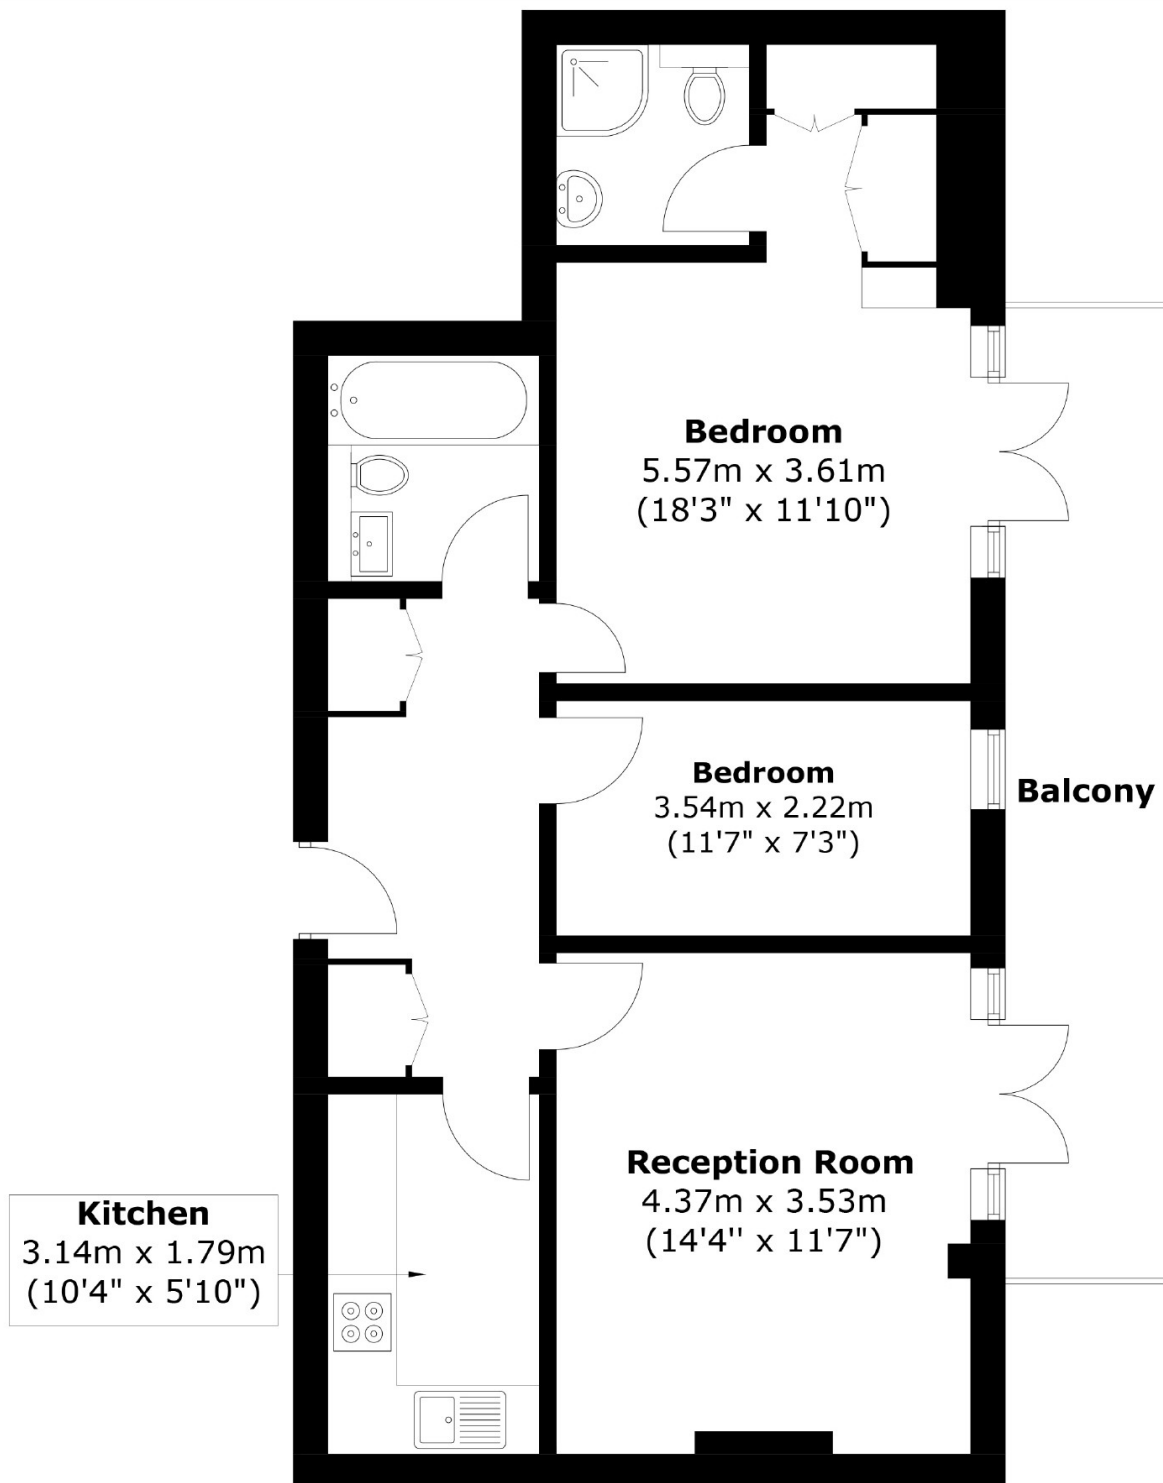 Bedroom
5.57m x 3.61m
(18'3" x 11'10")
Bedroom
3.54m x 2.22m
(11'7" x 7'3")
Balcony
Reception Room
4.37m x 3.53m
(14'4'' x 11'7")
Kitchen
3.14m x 1.79m
(10'4" x 5'10")